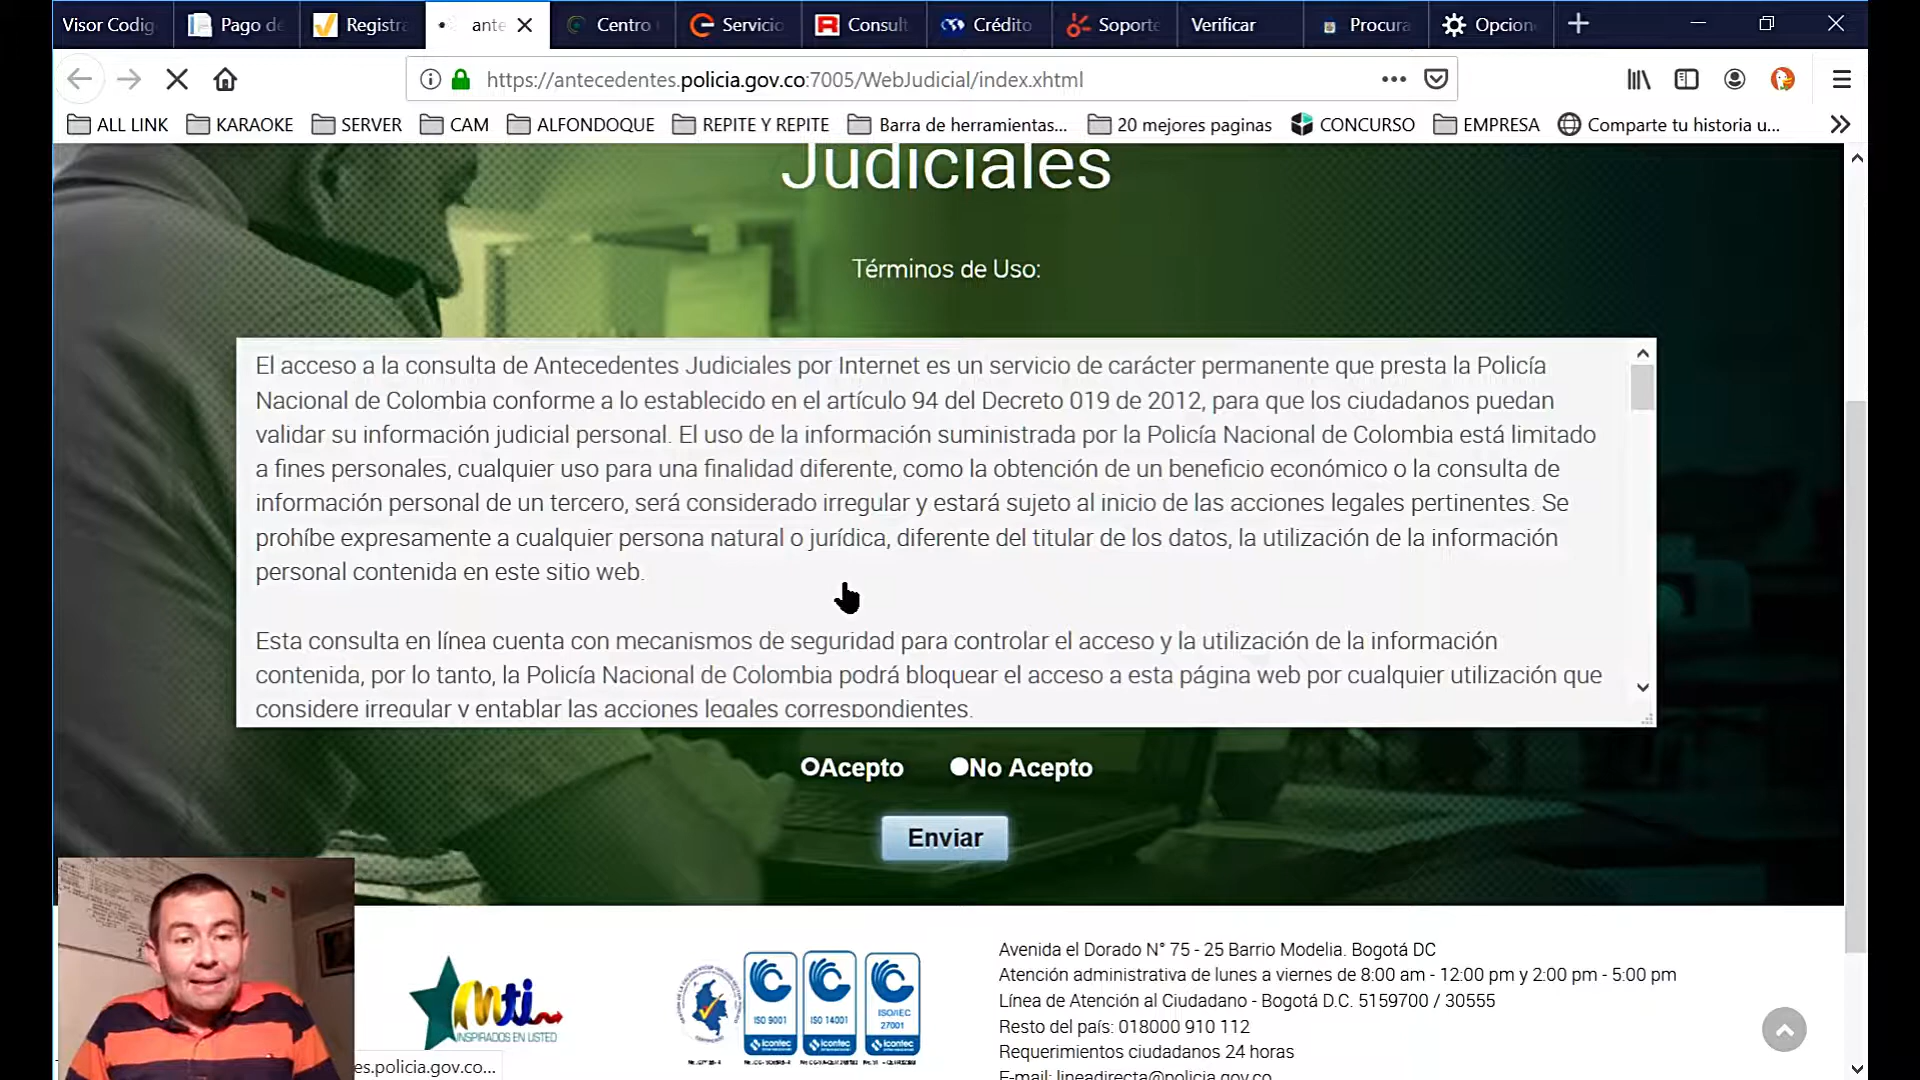 Visor Codig
Pago de
Registra
ante
Centro
Servicio
Consult
Crédito
Soporte
Verificar
Procura
Opcion
https://antecedentes.policia.gov.co:7005/WebJudicial/index.xhtml
ALL LINK KARAOKE SERVER CAM ALFONDOQUE REPITE Y REPITE Barra de herramientas... 20 mejores paginas CONCURSO EMPRESA Comparte tu historia u...
Judiciales
Términos de Uso:
El acceso a la consulta de Antecedentes Judiciales por Internet es un servicio de carácter permanente que presta la Policía
Nacional de Colombia conforme a lo establecido en el artículo 94 del Decreto 019 de 2012, para que los ciudadanos puedan
validar su información judicial personal. El uso de la información suministrada por la Policía Nacional de Colombia está limitado
a fines personales, cualquier uso para una finalidad diferente, como la obtención de un beneficio económico o la consulta de
información personal de un tercero, será considerado irregular y estará sujeto al inicio de las acciones legales pertinentes. Se
prohíbe expresamente a cualquier persona natural o jurídica, diferente del titular de los datos, la utilización de la información
personal contenida en este sitio web.
Esta consulta en línea cuenta con mecanismos de seguridad para controlar el acceso y la utilización de la información
contenida, por lo tanto, la Policía Nacional de Colombia podrá bloquear el acceso a esta página web por cualquier utilización que
considere irregular y entablar las acciones legales correspondientes.
Acepto No Acepto
Enviar
mti
INSPIRADOS EN USTED
ISO 9001
icontec
ISO 14001
icontec
ISO/IEC
27001
icontec
Avenida el Dorado N° 75 - 25 Barrio Modelia. Bogotá DC
Atención administrativa de lunes a viernes de 8:00 am - 12:00 pm y 2:00 pm - 5:00 pm
Línea de Atención al Ciudadano - Bogotá D.C. 5159700 / 30555
Resto del país: 018000 910 112
Requerimientos ciudadanos 24 horas
E-mail: lineadirecta@policia.gov.co
es.policia.gov.co...